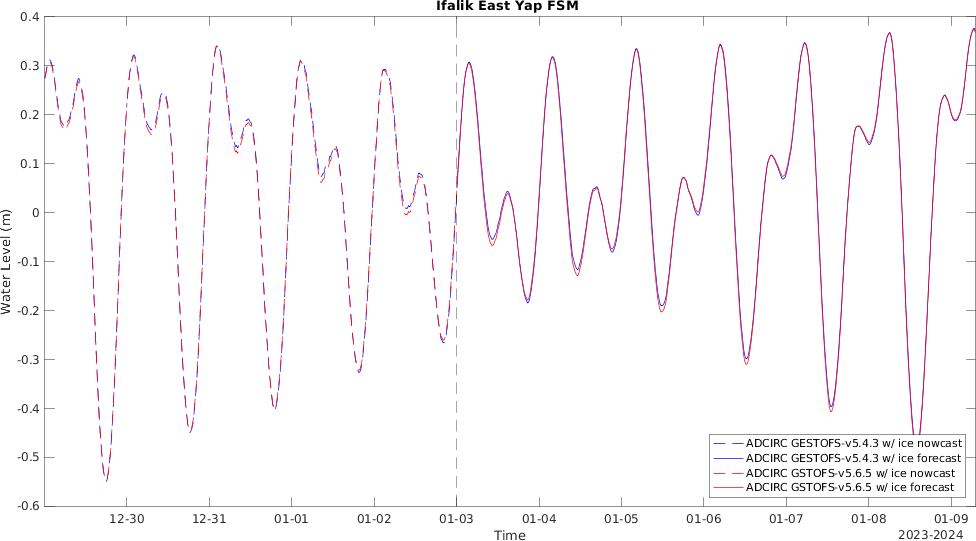 Ifalik East Yap FSM
0.4
0.3
0.2
0.1
0
-0.1
-0.2
-0.3
-0.4
-0.5
-0.6
Water Level (m)
ADCIRC GESTOFS-v5.4.3 w/ ice nowcast
ADCIRC GESTOFS-v5.4.3 w/ ice forecast
ADCIRC GSTOFS-v5.6.5 w/ ice nowcast
ADCIRC GSTOFS-v5.6.5 w/ ice forecast
12-30 12-31 01-01 01-02 01-03 01-04 01-05 01-06 01-07 01-08 01-09
Time
2023-2024